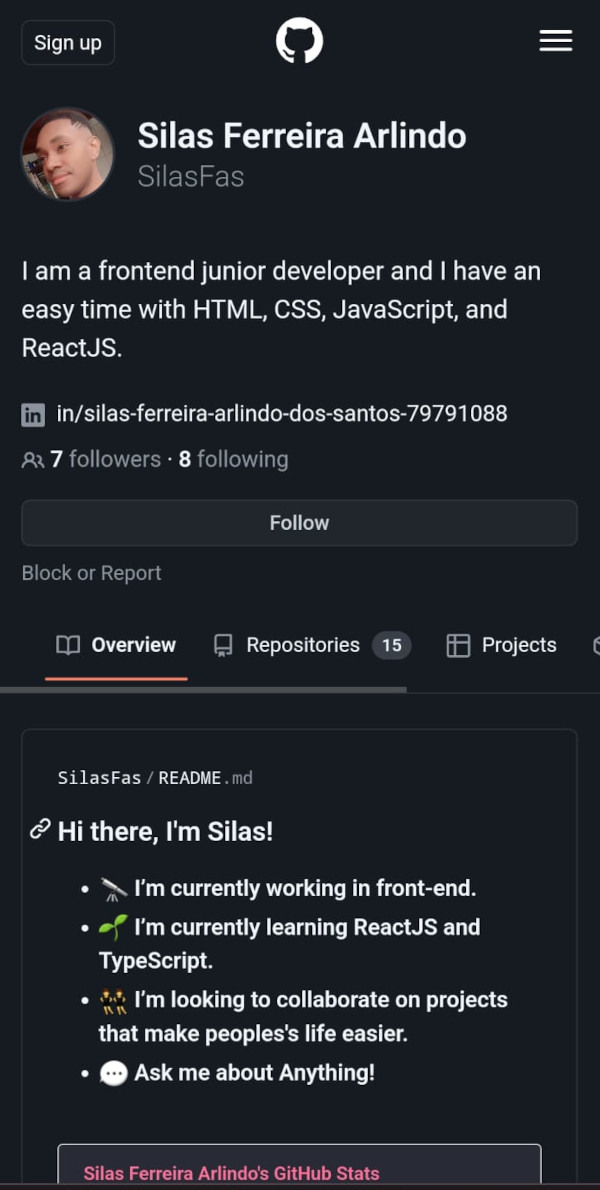 Sign up
Silas Ferreira Arlindo
SilasFas
I am a frontend junior developer and I have an
easy time with HTML, CSS, JavaScript, and
ReactJS.
in/silas-ferreira-arlindo-dos-santos-79791088
7 followers · 8 following
Follow
Block or Report
Overview Repositories 15 Projects
SilasFas/README.md
Hi there, I'm Silas!
• 🔭 I’m currently working in front-end.
• 🌱 I’m currently learning ReactJS and
TypeScript.
• 👯 I’m looking to collaborate on projects
that make peoples's life easier.
• 💬 Ask me about Anything!
Silas Ferreira Arlindo's GitHub Stats